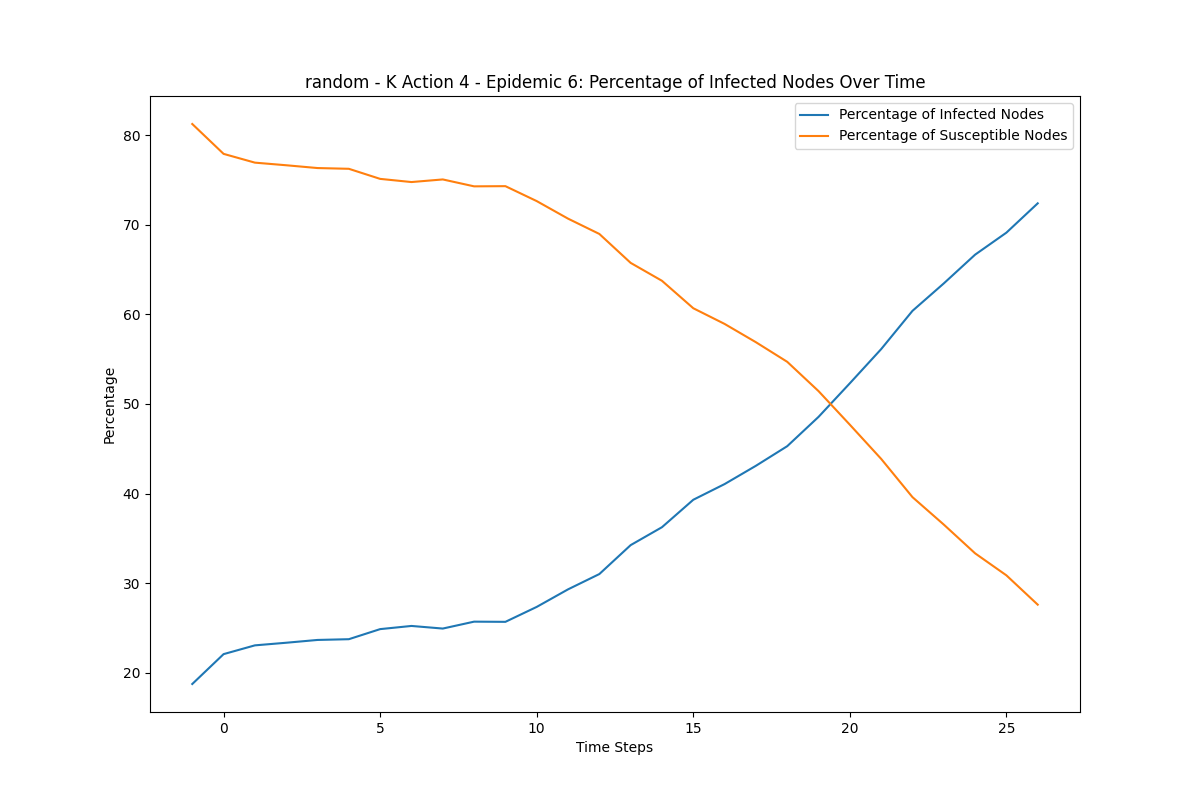 random - K Action 4 - Epidemic 6: Percentage of Infected Nodes Over Time
Percentage of Infected Nodes
Percentage of Susceptible Nodes
Percentage
80
70
60
50
40
30
20
0 5 10 15 20 25
Time Steps